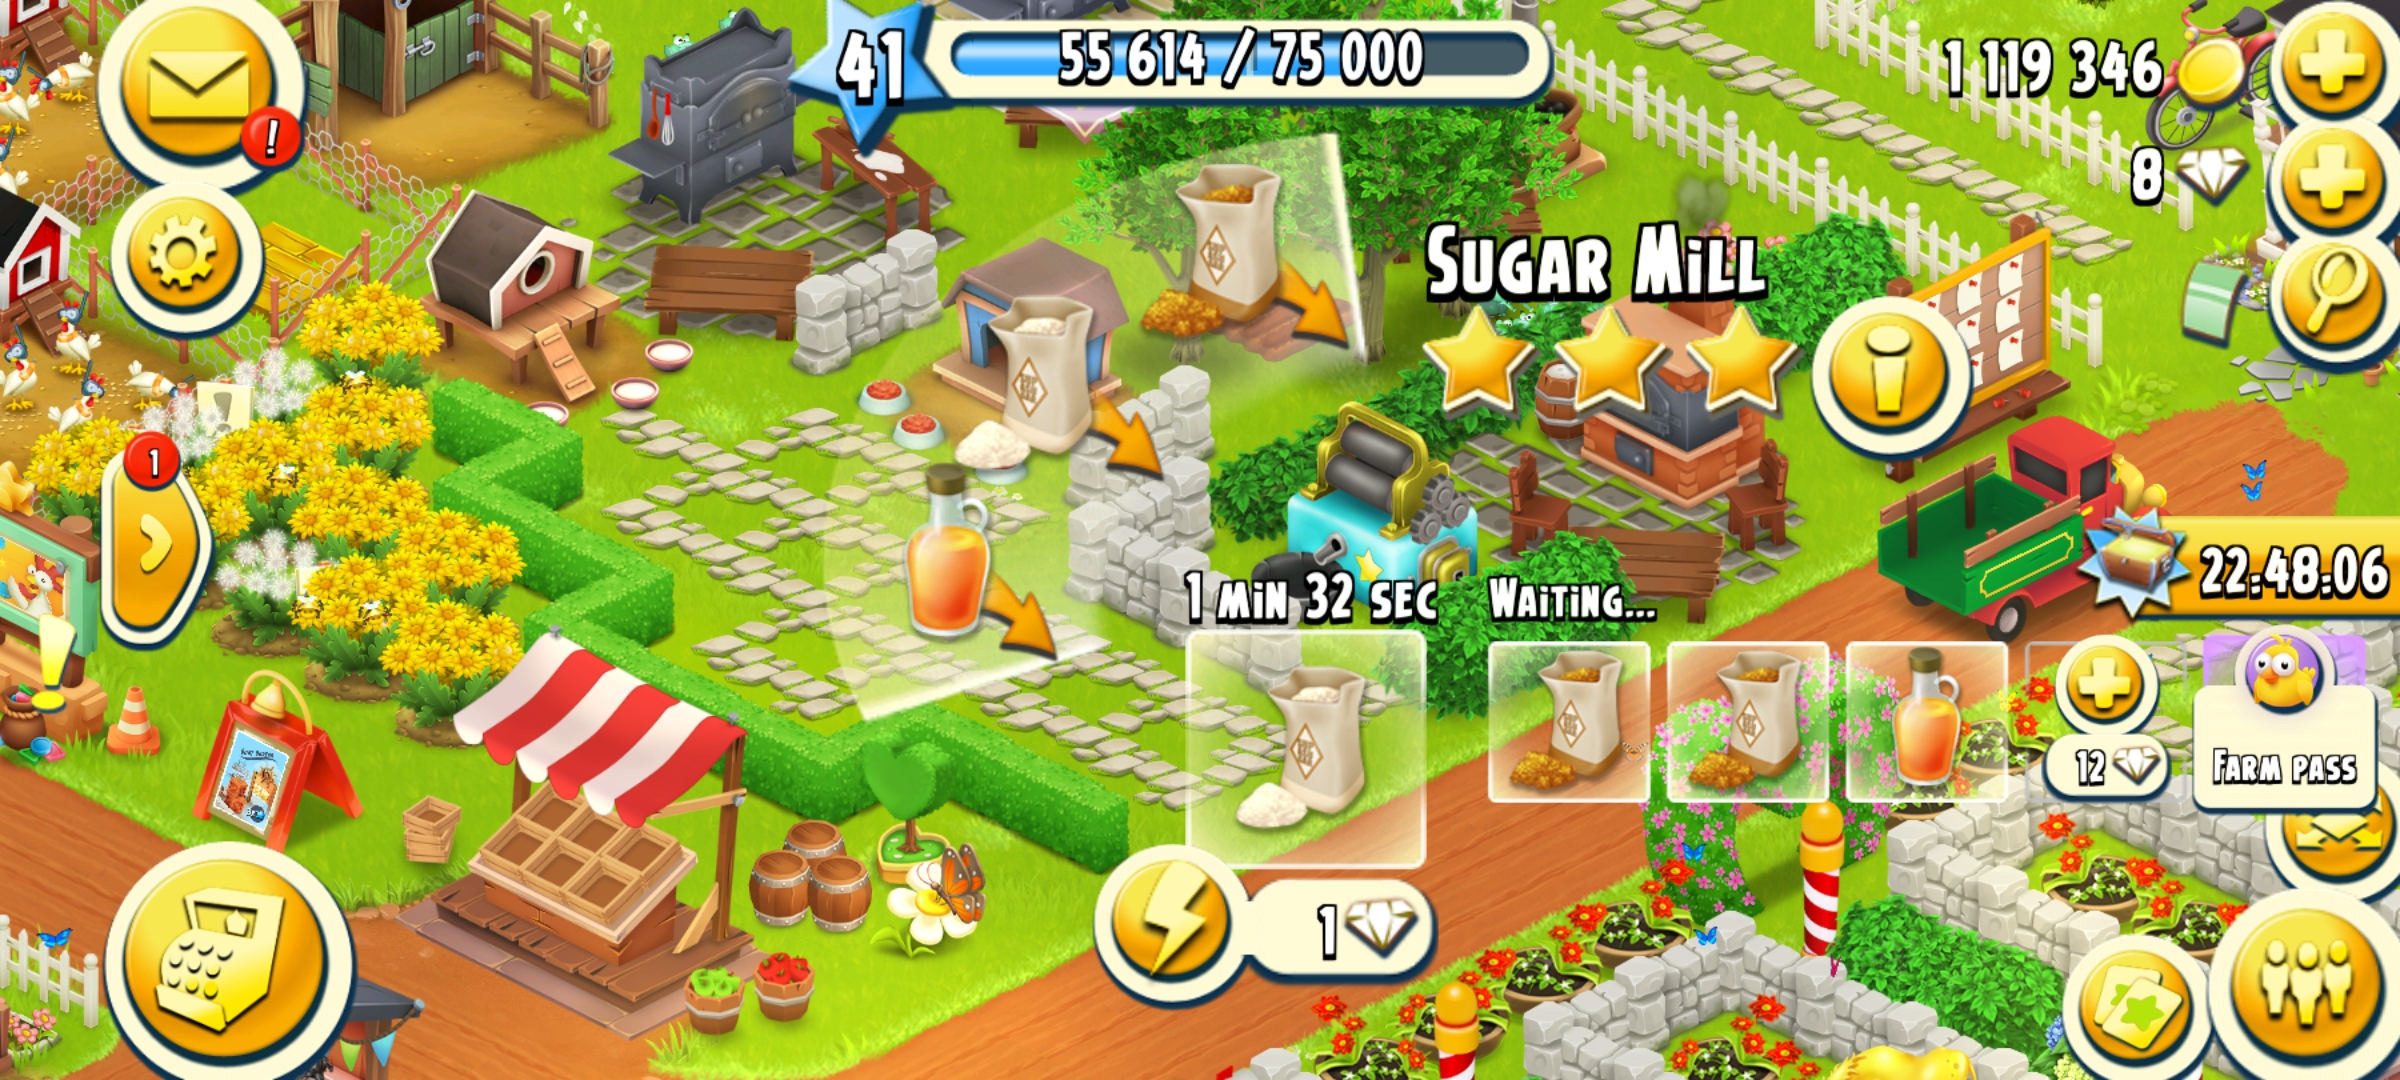 41
55 614 / 75 000
1 119 346
8
!
SUGAR MILL
1
22:48:06
1 MIN 32 SEC
WAITING...
12
FARM PASS
1